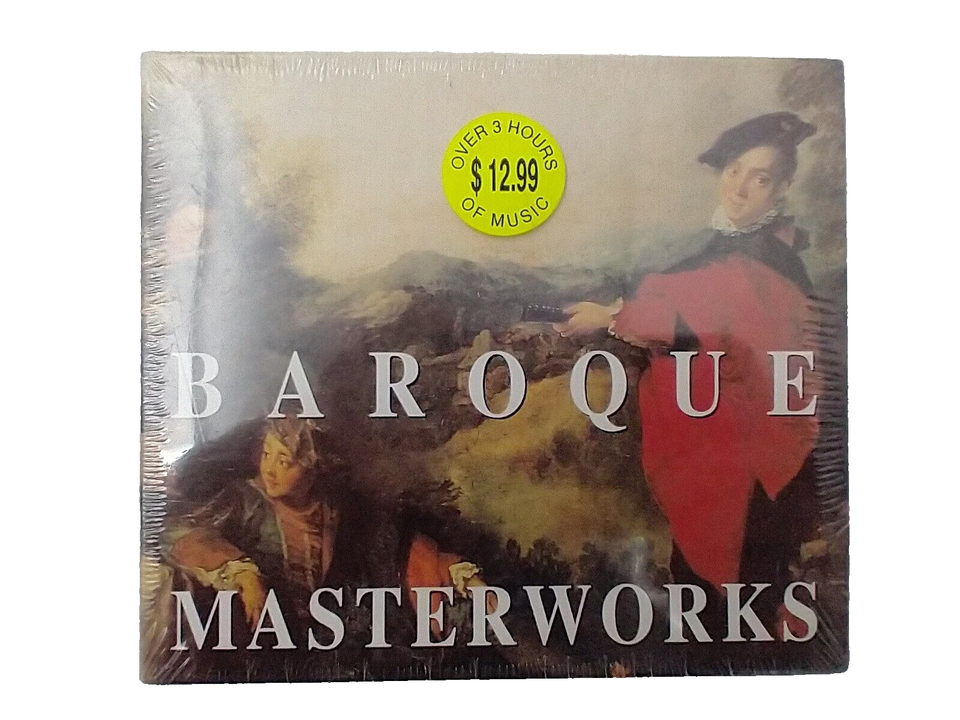 OVER 3 HOURS
$ 12.99
OF MUSIC
BAROQUE
MASTERWORKS